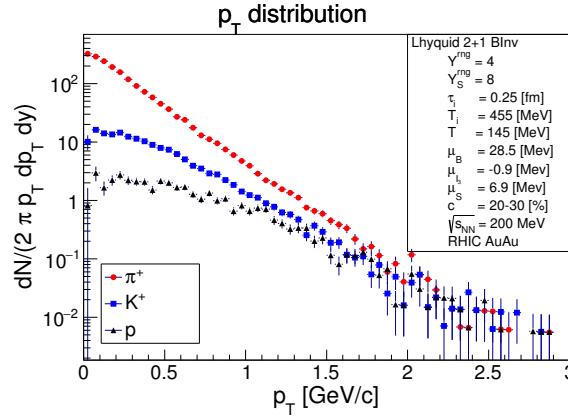 p_T distribution
dN/(2 π p_T dp_T dy)
10²
10
1
10⁻¹
10⁻²
Lhyquid 2+1 BInv
Y^rng = 4
Y_S^rng = 8
τ_i = 0.25 [fm]
T_i = 455 [MeV]
T = 145 [MeV]
μ_B = 28.5 [mev]
μ_I₃ = -0.9 [Mev]
μ_S = 6.9 [Mev]
c = 20-30 [%]
√s_NN = 200 MeV
RHIC AuAu
π⁺
K⁺
p
0 0.5 1 1.5 2 2.5 3
p_T [GeV/c]